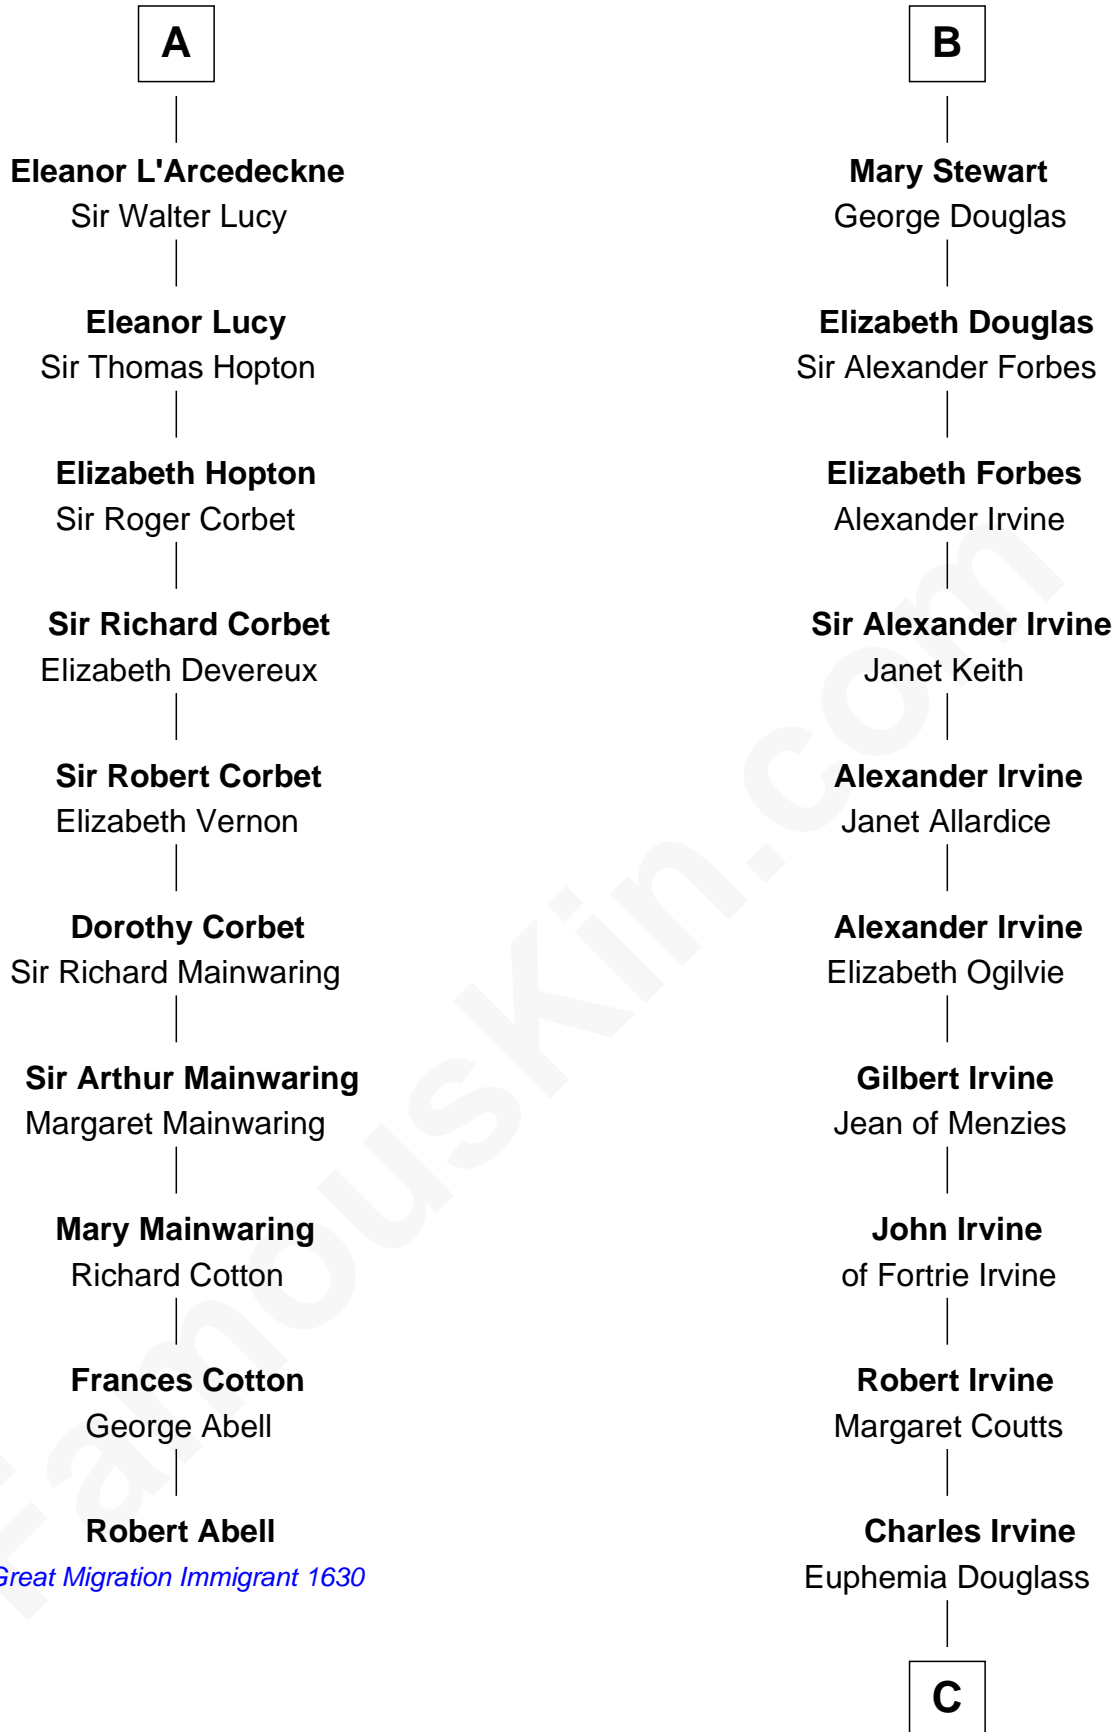 A
Eleanor L'Arcedeckne
Sir Walter Lucy
Eleanor Lucy
Sir Thomas Hopton
Elizabeth Hopton
Sir Roger Corbet
Sir Richard Corbet
Elizabeth Devereux
Sir Robert Corbet
Elizabeth Vernon
Dorothy Corbet
Sir Richard Mainwaring
Sir Arthur Mainwaring
Margaret Mainwaring
Mary Mainwaring
Richard Cotton
Frances Cotton
George Abell
Robert Abell
Great Migration Immigrant 1630
B
Mary Stewart
George Douglas
Elizabeth Douglas
Sir Alexander Forbes
Elizabeth Forbes
Alexander Irvine
Sir Alexander Irvine
Janet Keith
Alexander Irvine
Janet Allardice
Alexander Irvine
Elizabeth Ogilvie
Gilbert Irvine
Jean of Menzies
John Irvine
of Fortrie Irvine
Robert Irvine
Margaret Coutts
Charles Irvine
Euphemia Douglass
C
FamousKin.com